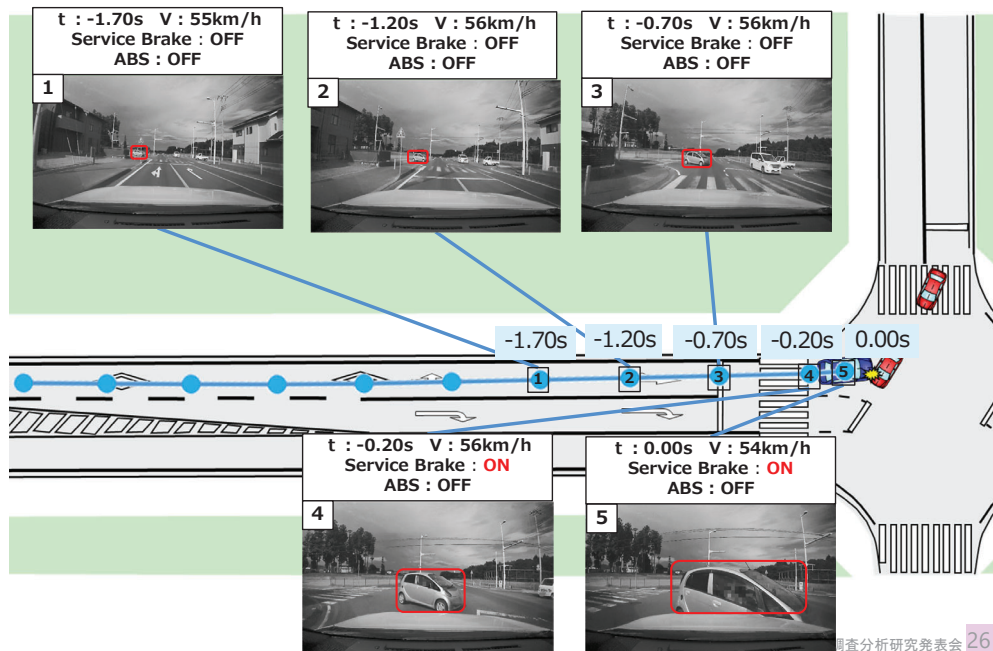 t : -1.70s V : 55km/h
Service Brake : OFF
ABS : OFF
1
t : -1.20s V : 56km/h
Service Brake : OFF
ABS : OFF
2
t : -0.70s V : 56km/h
Service Brake : OFF
ABS : OFF
3
-1.70s
-1.20s
-0.70s
-0.20s
0.00s
1
2
3
4
5
t : -0.20s V : 56km/h
Service Brake : ON
ABS : OFF
4
t : 0.00s V : 54km/h
Service Brake : ON
ABS : OFF
5
調査分析研究発表会 26